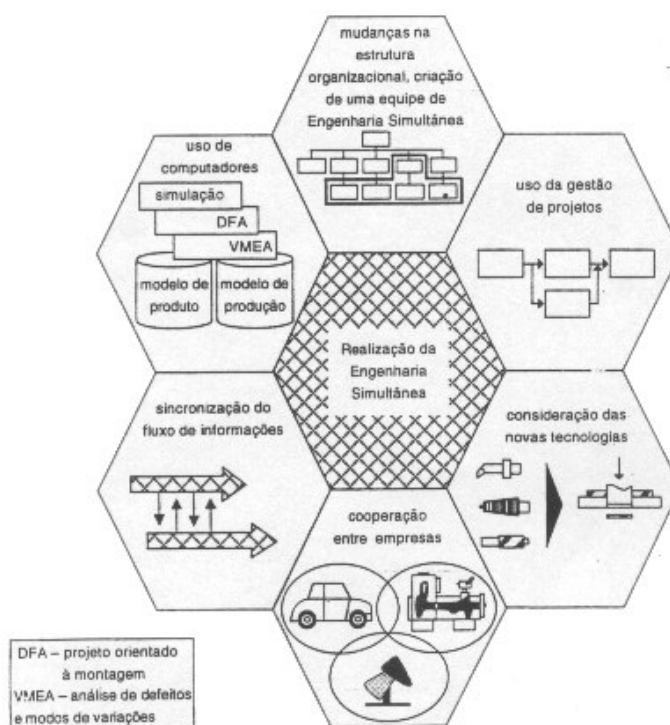 mudanças na
estrutura
organizacional, criação
de uma equipe de
Engenharia Simultânea
uso de
computadores
simulação
DFA
VMEA
modelo de
produto
modelo de
produção
uso da gestão
de projetos
Realização da
Engenharia
Simultânea
sincronização do
fluxo de informações
consideração das
novas tecnologias
cooperação
entre empresas
DFA – projeto orientado
à montagem
VMEA – análise de defeitos
e modos de variações